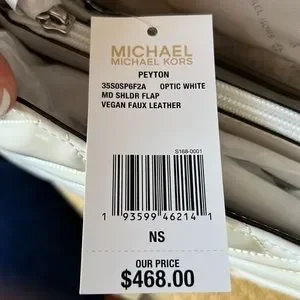 MICHAEL
MICHAEL KORS
PEYTON
35S0SP6F2A OPTIC WHITE
MD SHLDR FLAP
VEGAN FAUX LEATHER
S168-0001
1 93599 46214 1
NS
OUR PRICE
$468.00